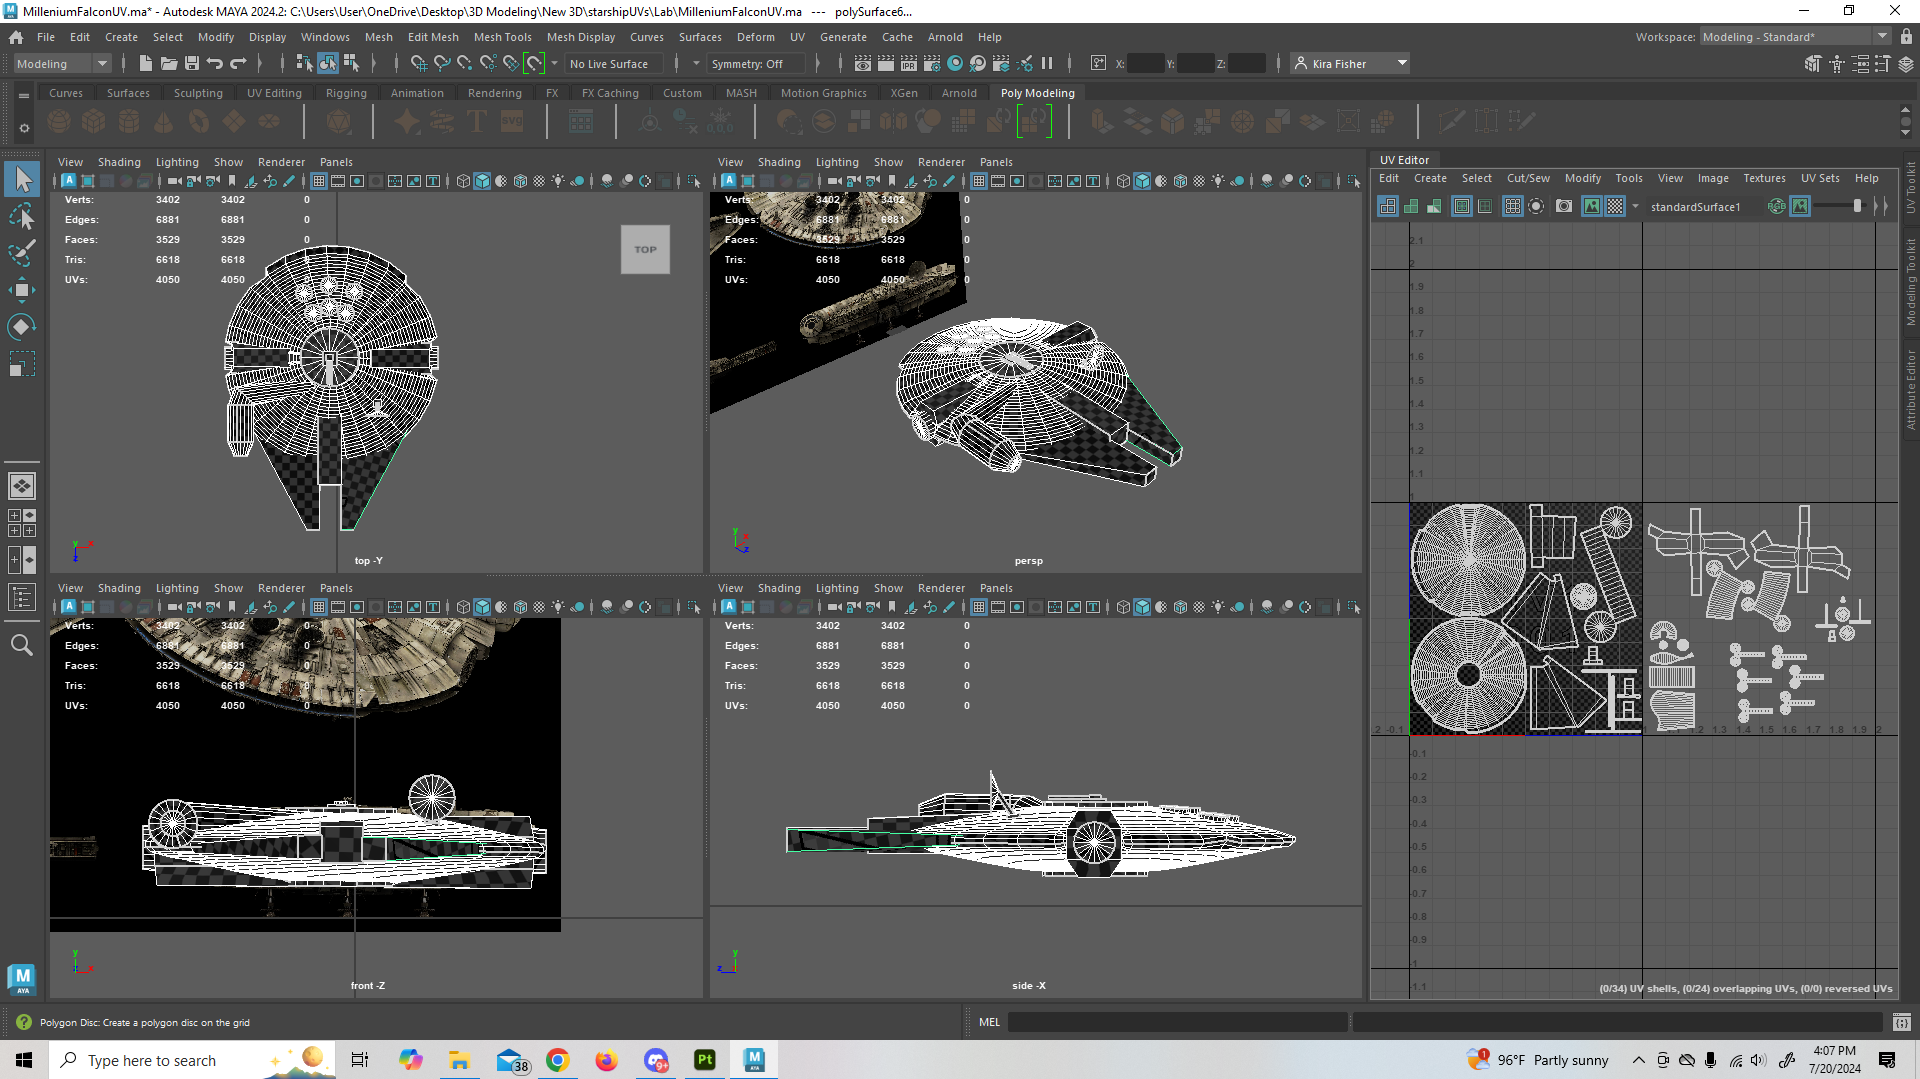 MilleniumFalconUV.ma* - Autodesk MAYA 2024.2: C:\Users\User\OneDrive\Desktop\3D Modeling\New 3D\starshipUVs\Lab\MilleniumFalconUV.ma --- polySurface6...
File Edit Create Select Modify Display Windows Mesh Edit Mesh Mesh Tools Mesh Display Curves Surfaces Deform UV Generate Cache Arnold Help
Workspace: Modeling - Standard*
Modeling No Live Surface Symmetry: Off X: Y: Z: Kira Fisher
Curves Surfaces Sculpting UV Editing Rigging Animation Rendering FX FX Caching Custom MASH Motion Graphics XGen Arnold Poly Modeling
View Shading Lighting Show Renderer Panels
Verts: 3402 3402 0
Edges: 6881 6881 0
Faces: 3529 3529 0
Tris: 6618 6618 0
UVs: 4050 4050 0
TOP
top -Y
View Shading Lighting Show Renderer Panels
Verts: 3402 3402 0
Edges: 6881 6881 0
Faces: 3529 3529 0
Tris: 6618 6618 0
UVs: 4050 4050 0
persp
View Shading Lighting Show Renderer Panels
Verts: 3402 3402 0
Edges: 6881 6881 0
Faces: 3529 3529 0
Tris: 6618 6618 0
UVs: 4050 4050 0
front -Z
View Shading Lighting Show Renderer Panels
Verts: 3402 3402 0
Edges: 6881 6881 0
Faces: 3529 3529 0
Tris: 6618 6618 0
UVs: 4050 4050 0
side -X
UV Editor
Edit Create Select Cut/Sew Modify Tools View Image Textures UV Sets Help
standardSurface1
2.1
2
1.9
1.8
1.7
1.6
1.5
1.4
1.3
1.2
1.1
1
.2 -0.1 1 1.2 1.3 1.4 1.5 1.6 1.7 1.8 1.9 2
-0.1
-0.2
-0.3
-0.4
-0.5
-0.6
-0.7
-0.8
-0.9
-1
-1.1
(0/34) UV shells, (0/24) overlapping UVs, (0/0) reversed UVs
UV Toolkit
Modeling Toolkit
Attribute Editor
M
AYA
Polygon Disc: Create a polygon disc on the grid
MEL
Type here to search
38
9+
Pt
M
AYA
1
96°F Partly sunny
4:07 PM
7/20/2024